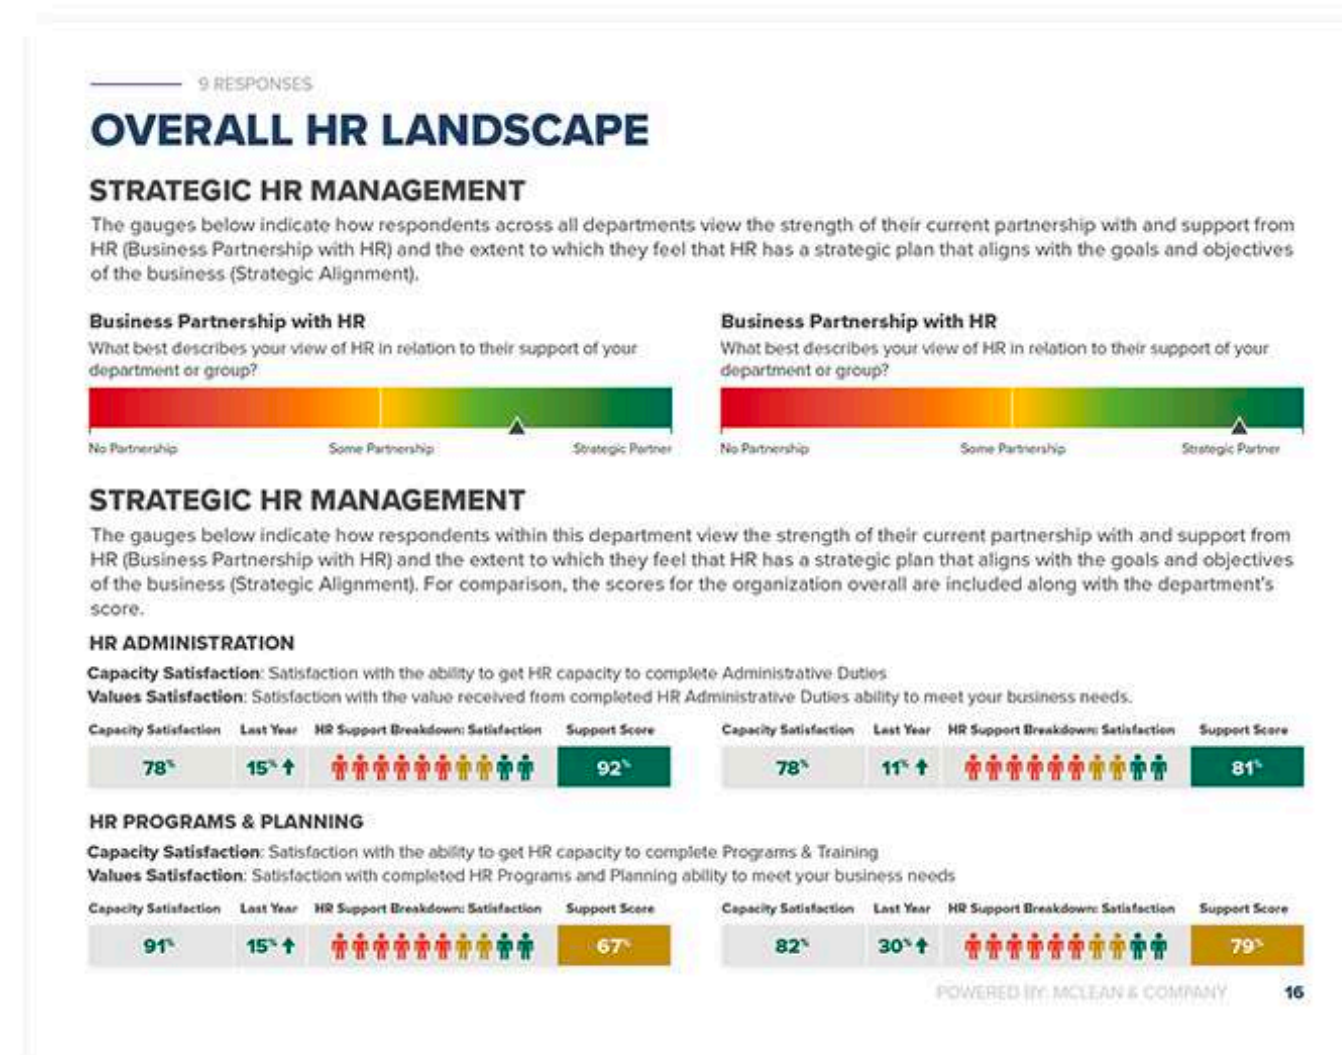 9 RESPONSES
OVERALL HR LANDSCAPE
STRATEGIC HR MANAGEMENT
The gauges below indicate how respondents across all departments view the strength of their current partnership with and support from
HR (Business Partnership with HR) and the extent to which they feel that HR has a strategic plan that aligns with the goals and objectives
of the business (Strategic Alignment).
Business Partnership with HR
What best describes your view of HR in relation to their support of your
department or group?
No Partnership Some Partnership Strategic Partner
Business Partnership with HR
What best describes your view of HR in relation to their support of your
department or group?
No Partnership Some Partnership Strategic Partner
STRATEGIC HR MANAGEMENT
The gauges below indicate how respondents within this department view the strength of their current partnership with and support from
HR (Business Partnership with HR) and the extent to which they feel that HR has a strategic plan that aligns with the goals and objectives
of the business (Strategic Alignment). For comparison, the scores for the organization overall are included along with the department's
score.
HR ADMINISTRATION
Capacity Satisfaction: Satisfaction with the ability to get HR capacity to complete Administrative Duties
Values Satisfaction: Satisfaction with the value received from completed HR Administrative Duties ability to meet your business needs.
Capacity Satisfaction Last Year HR Support Breakdown: Satisfaction Support Score
78% 15% ↑ 92%
Capacity Satisfaction Last Year HR Support Breakdown: Satisfaction Support Score
78% 11% ↑ 81%
HR PROGRAMS & PLANNING
Capacity Satisfaction: Satisfaction with the ability to get HR capacity to complete Programs & Training
Values Satisfaction: Satisfaction with completed HR Programs and Planning ability to meet your business needs
Capacity Satisfaction Last Year HR Support Breakdown: Satisfaction Support Score
91% 15% ↑ 67%
Capacity Satisfaction Last Year HR Support Breakdown: Satisfaction Support Score
82% 30% ↑ 79%
POWERED BY: MCLEAN & COMPANY 16